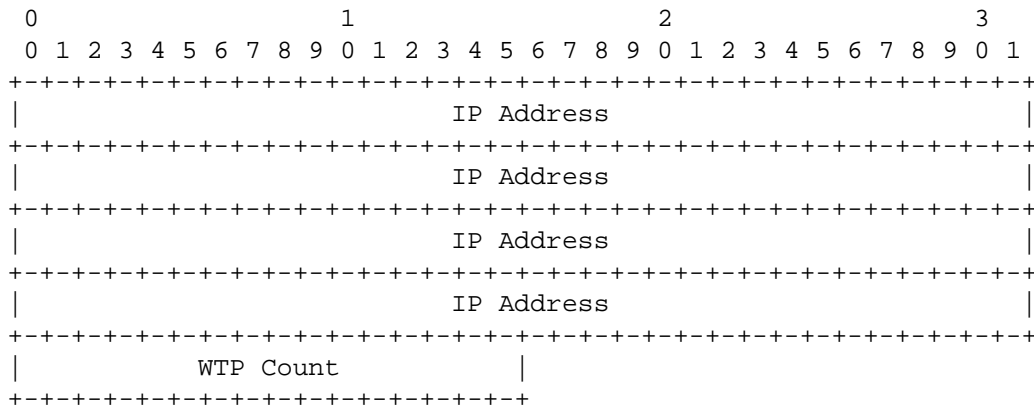 0                   1                   2                   3
 0 1 2 3 4 5 6 7 8 9 0 1 2 3 4 5 6 7 8 9 0 1 2 3 4 5 6 7 8 9 0 1
+-+-+-+-+-+-+-+-+-+-+-+-+-+-+-+-+-+-+-+-+-+-+-+-+-+-+-+-+-+-+-+-+
|                           IP Address                          |
+-+-+-+-+-+-+-+-+-+-+-+-+-+-+-+-+-+-+-+-+-+-+-+-+-+-+-+-+-+-+-+-+
|                           IP Address                          |
+-+-+-+-+-+-+-+-+-+-+-+-+-+-+-+-+-+-+-+-+-+-+-+-+-+-+-+-+-+-+-+-+
|                           IP Address                          |
+-+-+-+-+-+-+-+-+-+-+-+-+-+-+-+-+-+-+-+-+-+-+-+-+-+-+-+-+-+-+-+-+
|                           IP Address                          |
+-+-+-+-+-+-+-+-+-+-+-+-+-+-+-+-+-+-+-+-+-+-+-+-+-+-+-+-+-+-+-+-+
|           WTP Count           |
+-+-+-+-+-+-+-+-+-+-+-+-+-+-+-+-+